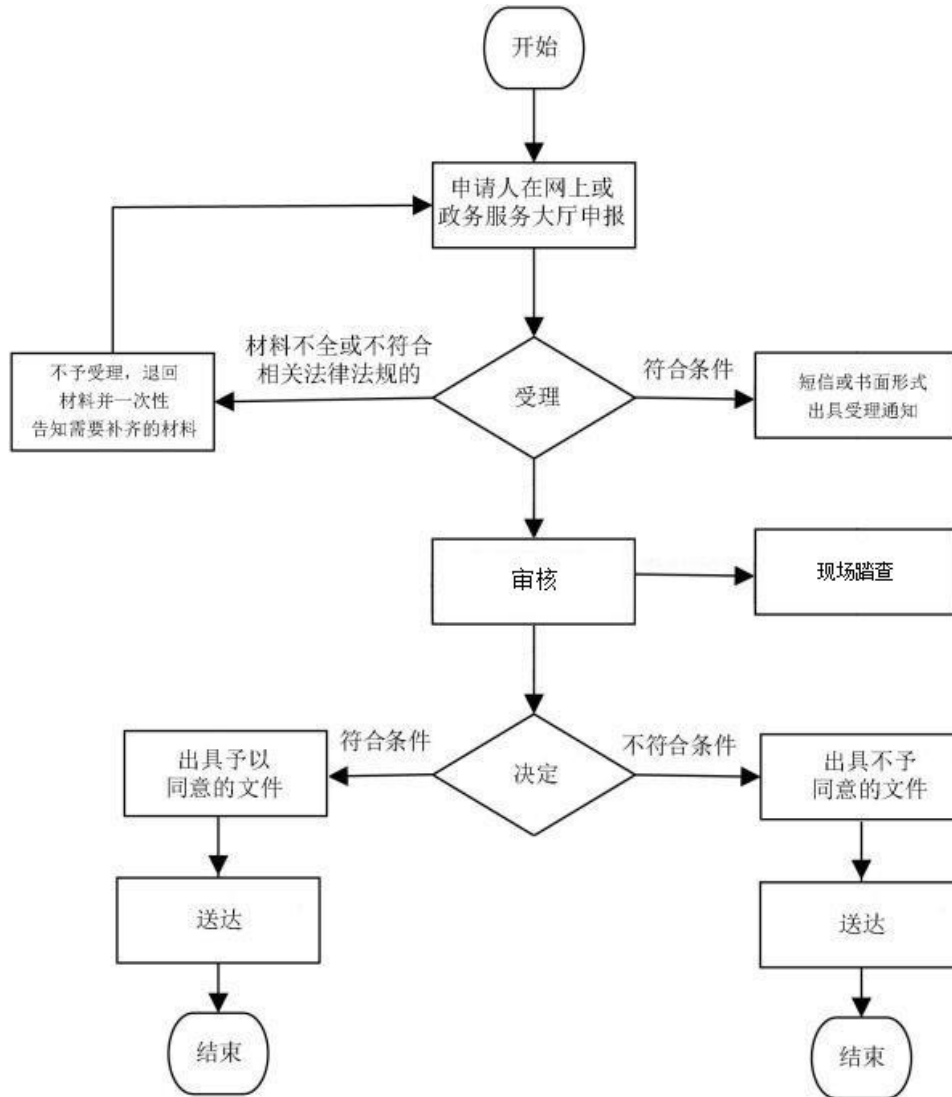 开始
申请人在网上或
政务服务大厅申报
材料不全或不符合
相关法律法规的
不予受理，退回
材料并一次性
告知需要补齐的材料
受理
符合条件
短信或书面形式
出具受理通知
审核
现场踏查
符合条件
决定
不符合条件
出具予以
同意的文件
出具不予
同意的文件
送达
送达
结束
结束